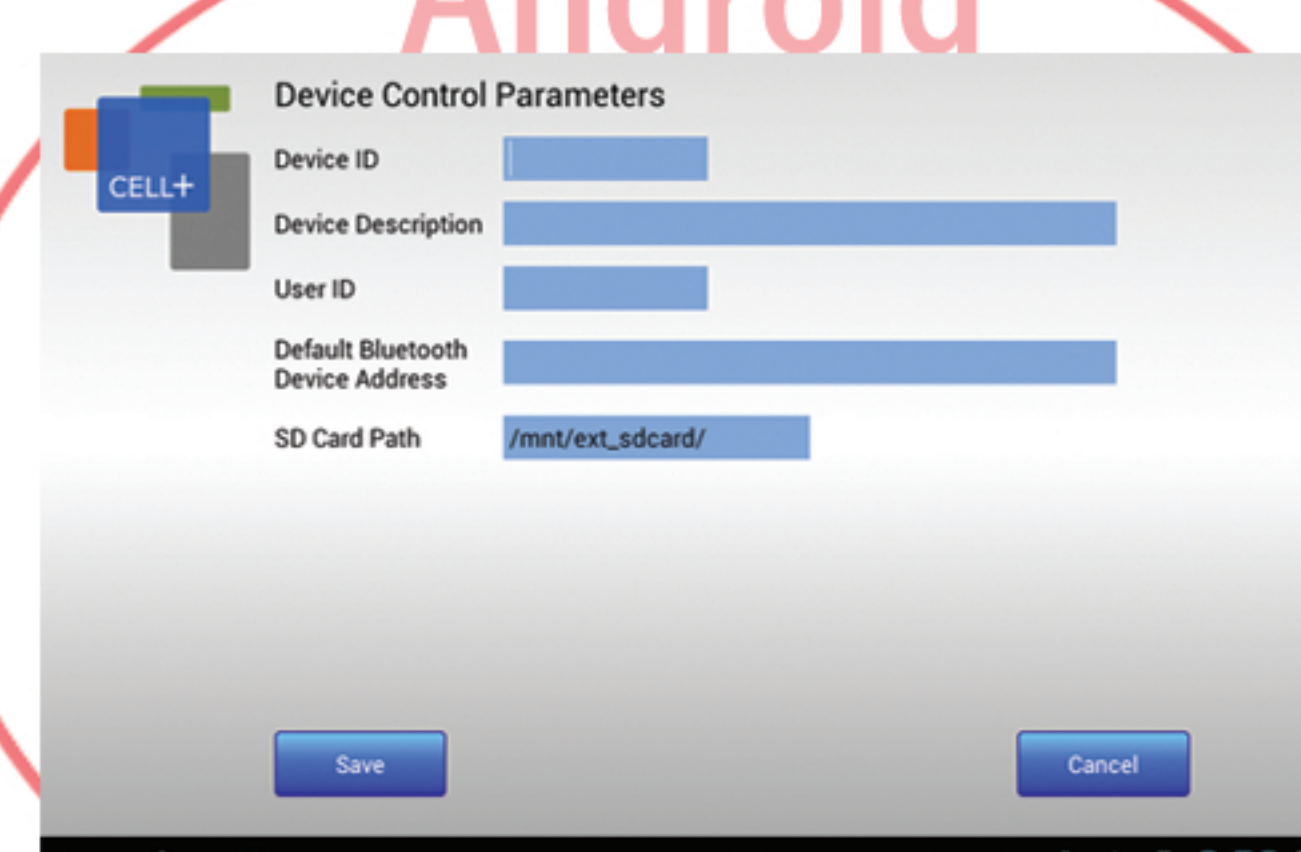 Android
CELL+
Device Control Parameters
Device ID
Device Description
User ID
Default Bluetooth
Device Address
SD Card Path
/mnt/ext_sdcard/
Save
Cancel